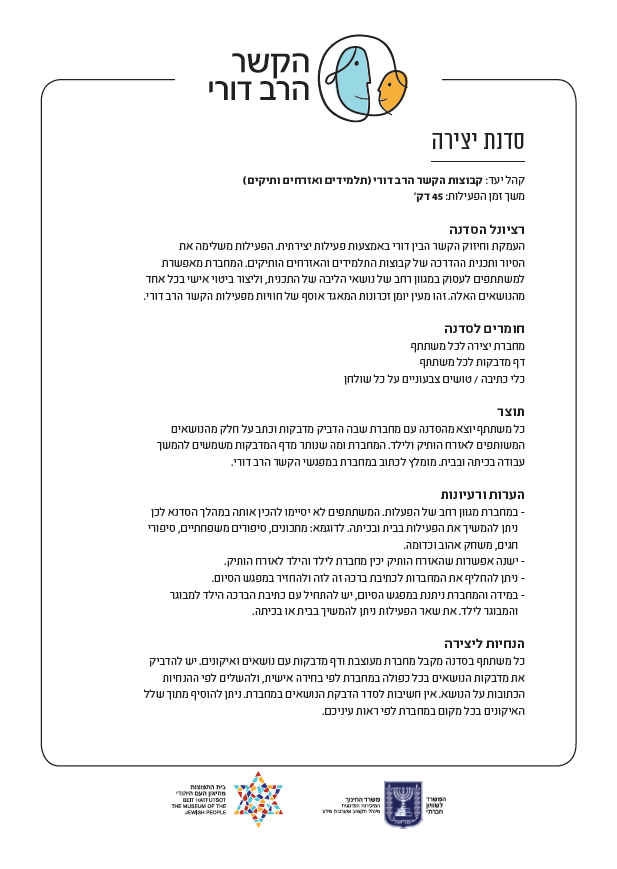 הקשר
הרב דורי
סדנת יצירה
קהל יעד: קבוצות הקשר הרב דורי (תלמידים ואזרחים ותיקים)
משך זמן הפעילות: 45 דק'
רציונל הסדנה
העמקת וחיזוק הקשר הבין דורי באמצעות פעילות יצירתית. הפעילות משלימה את
הסיור ותכנית ההדרכה של קבוצות התלמידים והאזרחים הותיקים. המחברת מאפשרת
למשתתפים לעסוק במגוון רחב של נושאי הליבה של התכנית, וליצור ביטוי אישי בכל אחד
מהנושאים האלה. זהו מעין יומן זכרונות המאגד אוסף של חוויות מפעילות הקשר הרב דורי.
חומרים לסדנה
מחברת יצירה לכל משתתף
דף מדבקות לכל משתתף
כלי כתיבה / טושים צבעוניים על כל שולחן
תוצר
כל משתתף יוצא מהסדנה עם מחברת שבה הדביק מדבקות וכתב על חלק מהנושאים
המשותפים לאזרח הותיק ולילד. המחברת ומה שנותר מדף המדבקות משמשים להמשך
עבודה בכיתה ובבית. מומלץ לכתוב במחברת במפגשי הקשר הרב דורי.
הערות ורעיונות
- במחברת מגוון רחב של הפעלות. המשתתפים לא יסיימו להכין אותה במהלך הסדנא לכן
ניתן להמשיך את הפעילות בבית ובכיתה. לדוגמא: מתכונים, סיפורים משפחתיים, סיפורי
חגים, משחק אהוב וכדומה.
- ישנה אפשרות שהאזרח הותיק יכין מחברת לילד והילד לאזרח הותיק.
- ניתן להחליף את המחברות לכתיבת ברכה זה לזה ולהחזיר במפגש הסיום.
- במידה והמחברת ניתנת במפגש הסיום, יש להתחיל עם כתיבת הברכה הילד למבוגר
והמבוגר לילד. את שאר הפעילות ניתן להמשיך בבית או בכיתה.
הנחיות ליצירה
כל משתתף בסדנה מקבל מחברת מעוצבת ודף מדבקות עם נושאים ואיקונים. יש להדביק
את מדבקות הנושאים בכל כפולה במחברת לפי בחירה אישית, ולהשלים לפי ההנחיות
הכתובות על הנושא. אין חשיבות לסדר הדבקת הנושאים במחברת. ניתן להוסיף מתוך שלל
האיקונים בכל מקום במחברת לפי ראות עיניכם.
המשרד
לשוויון
חברתי
משרד החינוך
המזכירות הפדגוגית
מינהל תקשוב ומערכות מידע
בית התפוצות
מוזיאון העם היהודי
BEIT HATFUTSOT
THE MUSEUM OF THE
JEWISH PEOPLE